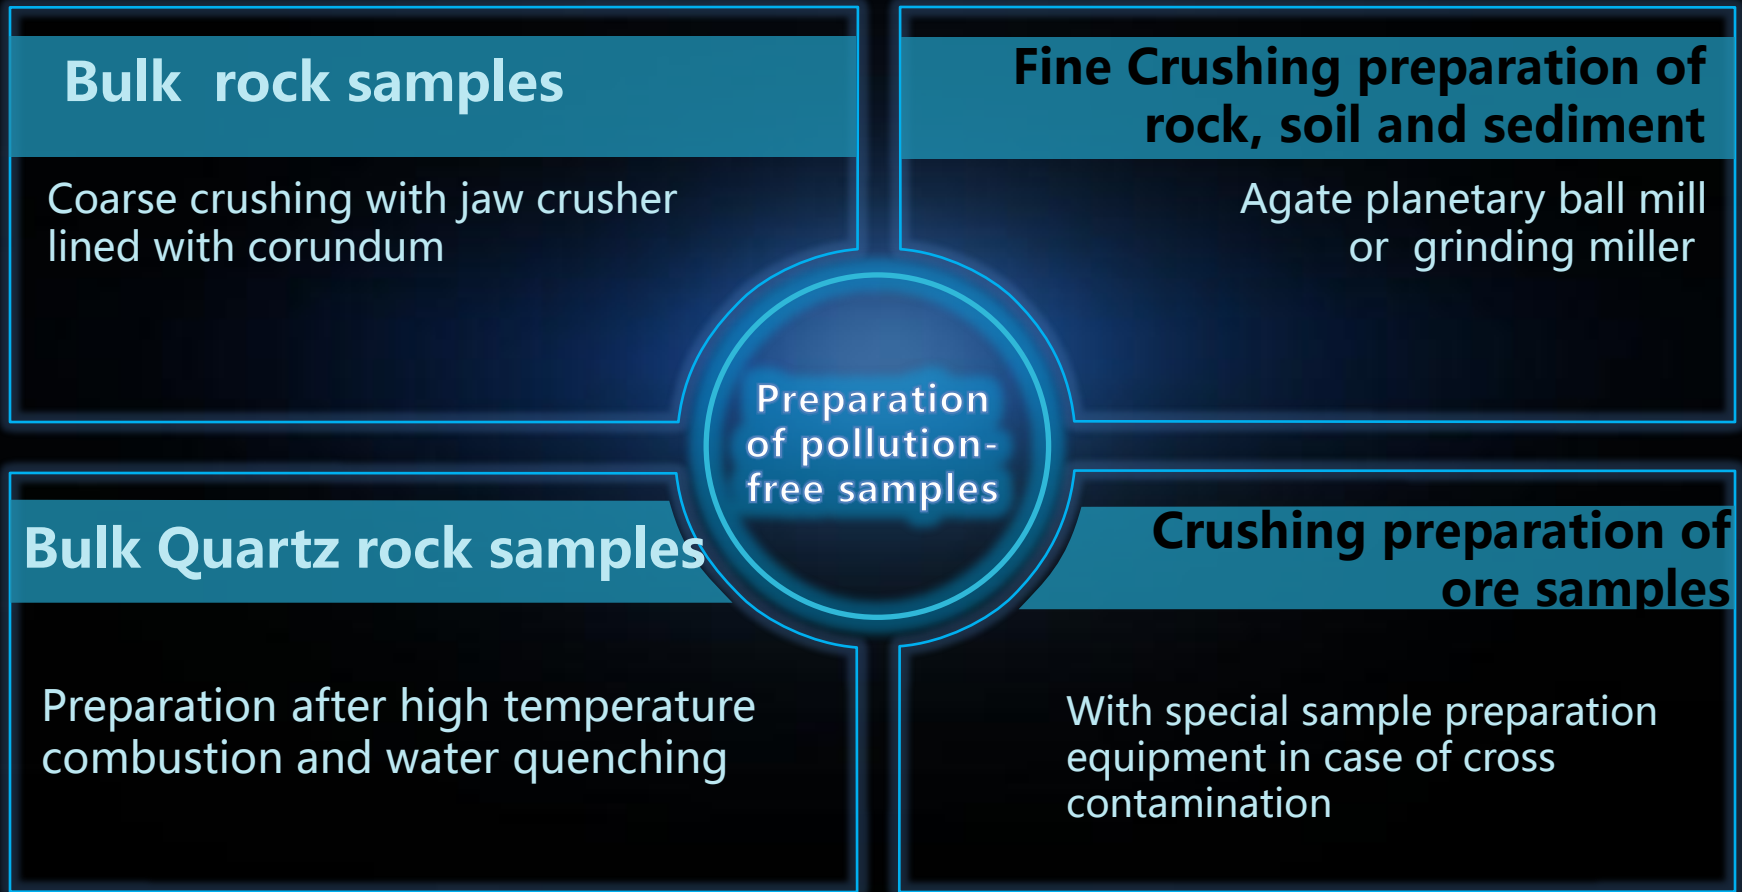 Bulk  rock samples
Coarse crushing with jaw crusher
lined with corundum
Fine Crushing preparation of
rock, soil and sediment
Agate planetary ball mill
or  grinding miller
Preparation
of pollution-
free samples
Bulk Quartz rock samples
Preparation after high temperature
combustion and water quenching
Crushing preparation of
ore samples
With special sample preparation
equipment in case of cross
contamination